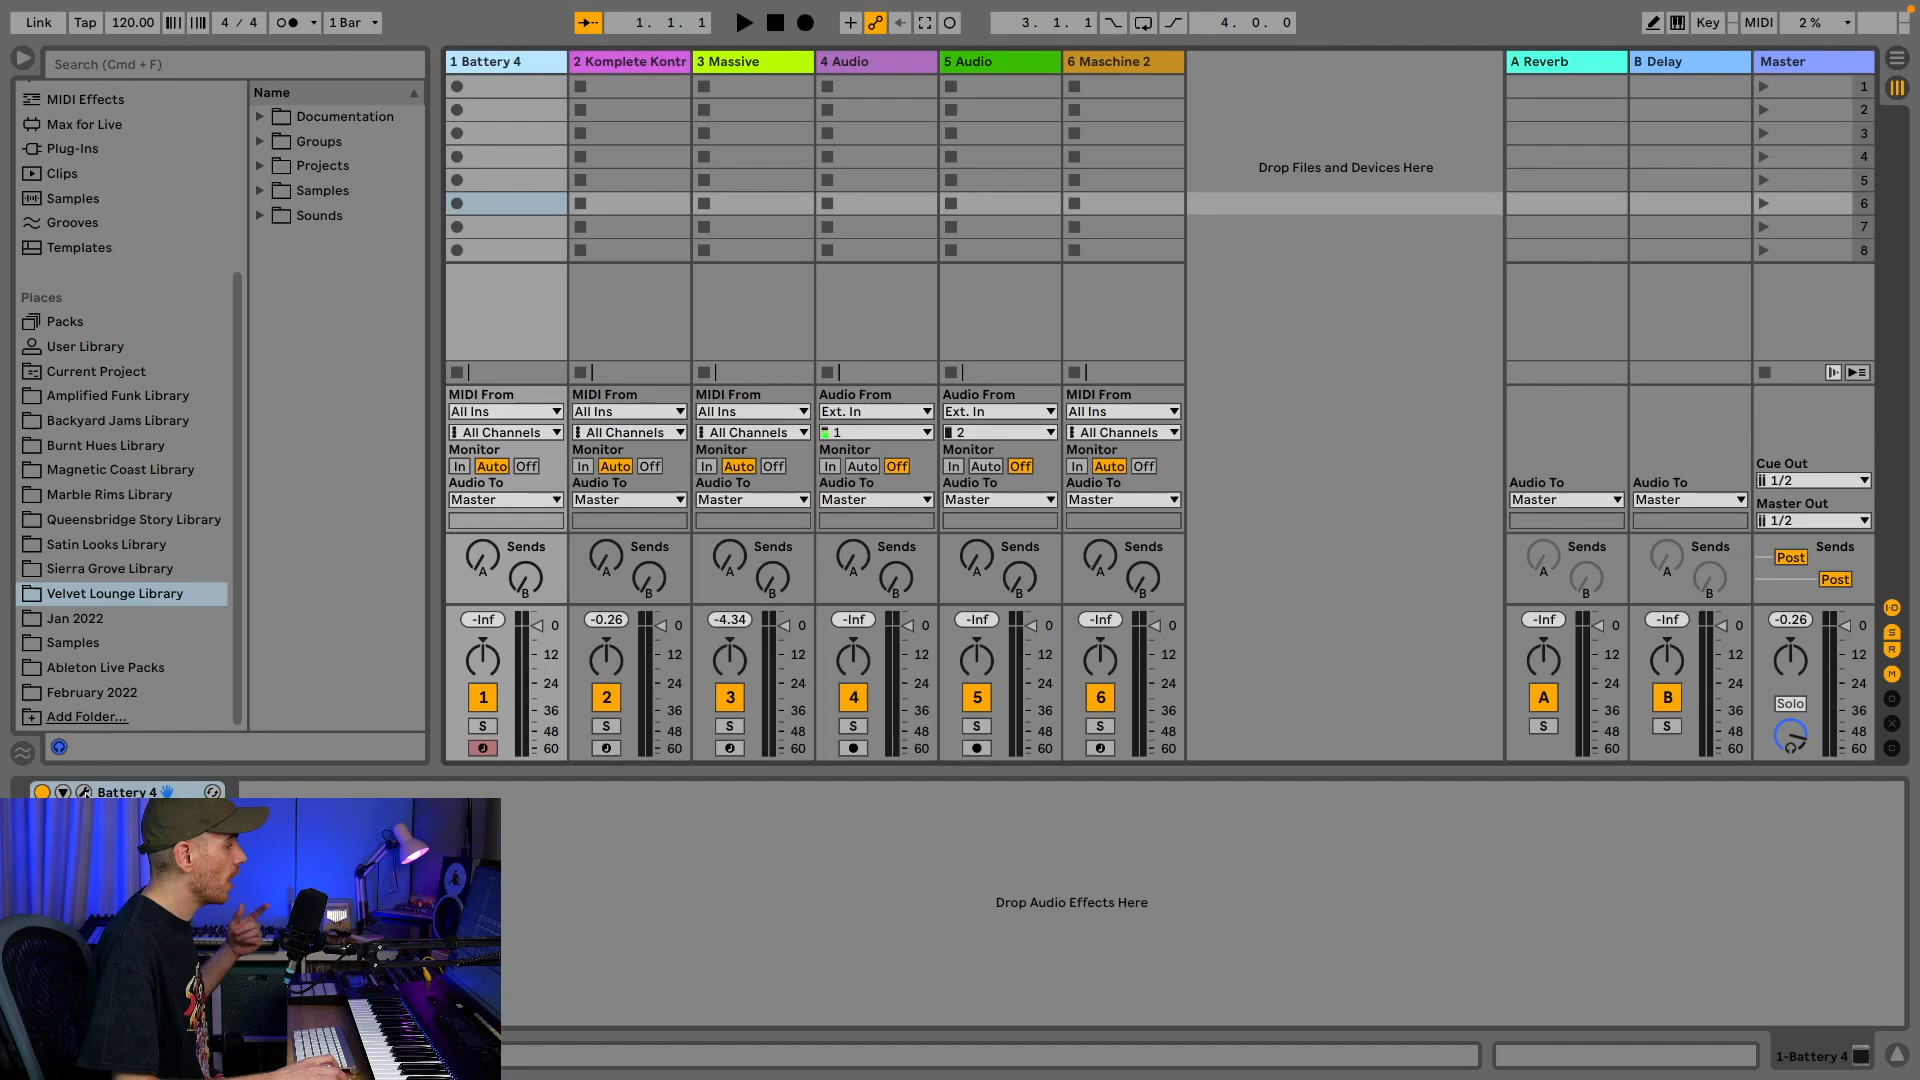 Link Tap 120.00 4 / 4 1 Bar 1. 1. 1 3. 1. 1 4. 0. 0 Key MIDI 2 %
Search (Cmd + F)
MIDI Effects
Max for Live
Plug-Ins
Clips
Samples
Grooves
Templates
Places
Packs
User Library
Current Project
Amplified Funk Library
Backyard Jams Library
Burnt Hues Library
Magnetic Coast Library
Marble Rims Library
Queensbridge Story Library
Satin Looks Library
Sierra Grove Library
Velvet Lounge Library
Jan 2022
Samples
Ableton Live Packs
February 2022
Add Folder...
Name
Documentation
Groups
Projects
Samples
Sounds
1 Battery 4 2 Komplete Kontr 3 Massive 4 Audio 5 Audio 6 Maschine 2 A Reverb B Delay Master
1
2
3
4
5
6
7
8
Drop Files and Devices Here
MIDI From MIDI From MIDI From Audio From Audio From MIDI From
All Ins All Ins All Ins Ext. In Ext. In All Ins
All Channels All Channels All Channels 1 2 All Channels
Monitor Monitor Monitor Monitor Monitor Monitor
In Auto Off In Auto Off In Auto Off In Auto Off In Auto Off In Auto Off
Audio To Audio To Audio To Audio To Audio To Audio To Audio To Audio To
Master Master Master Master Master Master Master Master
Cue Out
1/2
Master Out
1/2
Sends Sends Sends Sends Sends Sends Sends Sends Sends
A A A A A A A A Post
B B B B B B B B Post
-Inf -0.26 -4.34 -Inf -Inf -Inf -Inf -Inf -0.26
0 0 0 0 0 0 0 0 0
12 12 12 12 12 12 12 12 12
24 24 24 24 24 24 24 24 24
1 2 3 4 5 6 A B Solo
36 36 36 36 36 36 36 36 36
S S S S S S S S
48 48 48 48 48 48 48 48 48
60 60 60 60 60 60 60 60 60
I·O
S
R
M
D
X
C
Battery 4
Drop Audio Effects Here
1-Battery 4